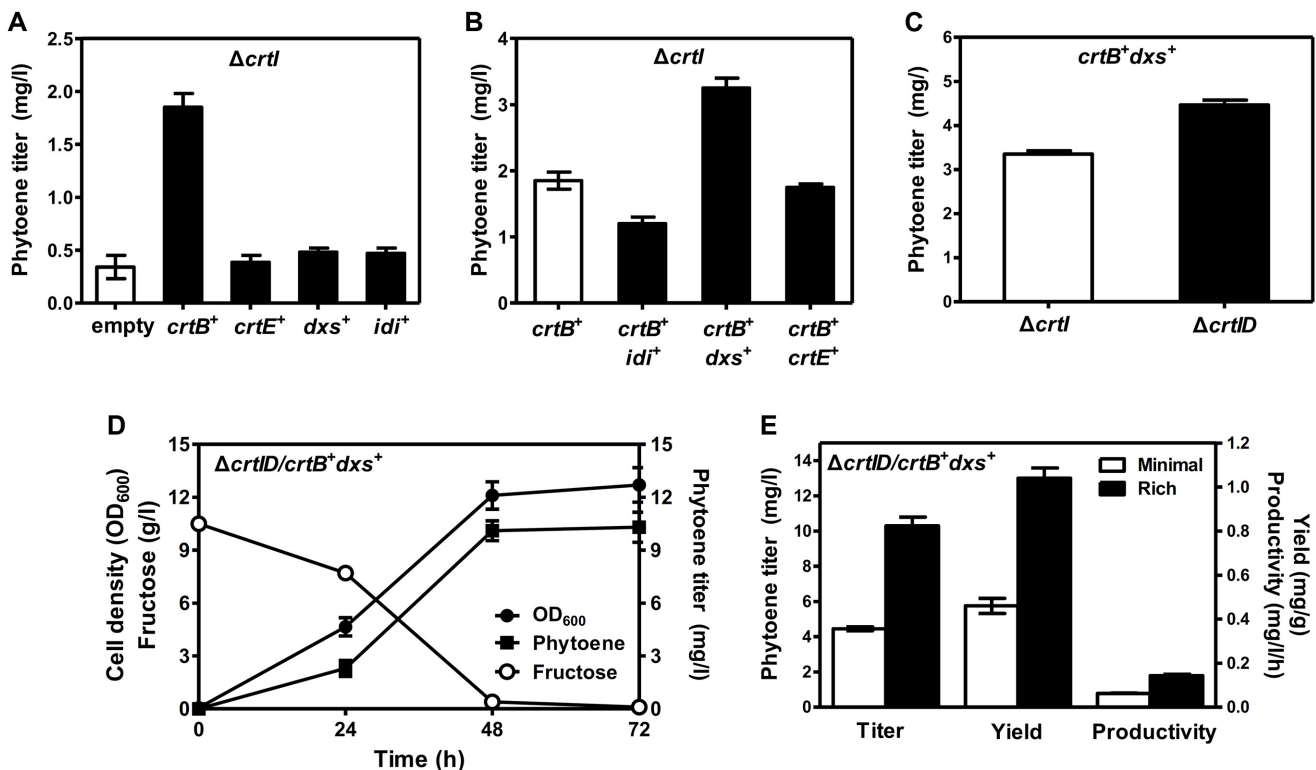 A
ΔcrtI
Phytoene titer (mg/l)
2.5
2.0
1.5
1.0
0.5
0.0
empty crtB+ crtE+ dxs+ idi+
B
ΔcrtI
Phytoene titer (mg/l)
4
3
2
1
0
crtB+ crtB+ crtB+ crtB+
idi+ dxs+ crtE+
C
crtB+dxs+
Phytoene titer (mg/l)
6
5
4
3
2
1
0
ΔcrtI ΔcrtID
D
ΔcrtID/crtB+dxs+
Cell density (OD600)
Fructose (g/l)
15
12
9
6
3
0
OD600
Phytoene
Fructose
15
12
9
6
3
0
Phytoene titer (mg/l)
0 24 48 72
Time (h)
E
ΔcrtID/crtB+dxs+
Minimal
Rich
Phytoene titer (mg/l)
14
12
10
8
6
4
2
0
1.2
1.0
0.8
0.6
0.4
0.2
0.0
Yield (mg/g)
Productivity (mg/l/h)
Titer Yield Productivity